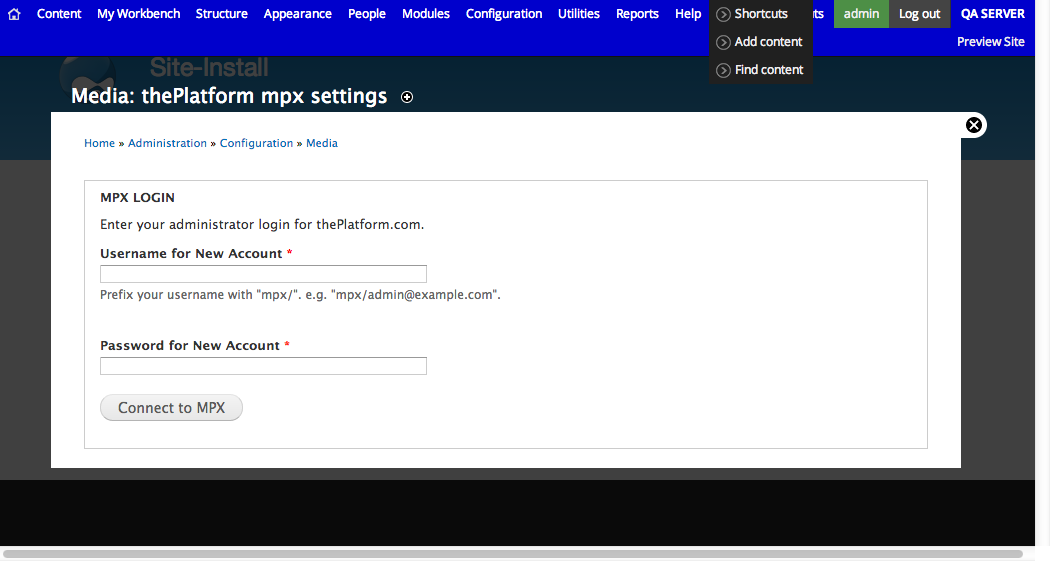 Content My Workbench Structure Appearance People Modules Configuration Utilities Reports Help Shortcuts ts admin Log out QA SERVER
Add content Preview Site
Find content
Site-Install
Media: thePlatform mpx settings
Home » Administration » Configuration » Media
MPX LOGIN
Enter your administrator login for thePlatform.com.
Username for New Account *
Prefix your username with "mpx/". e.g. "mpx/admin@example.com".
Password for New Account *
Connect to MPX